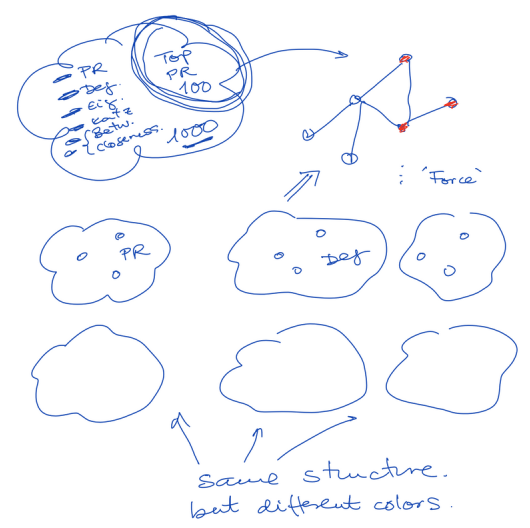 PR
Deg.
Eig.
Katz
Betw.
Closeness.
Top
PR
100
1000
: 'Force'
PR
Deg
Same structure.
but different colors.